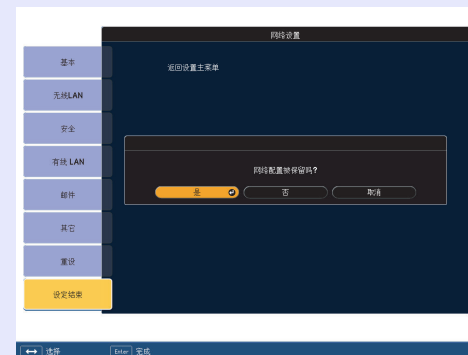 网络设置
基本
返回设置主菜单
无线LAN
安全
有线 LAN
网络配置被保留吗?
邮件
是 否 取消
其它
重设
设定结束
选择 Enter 完成